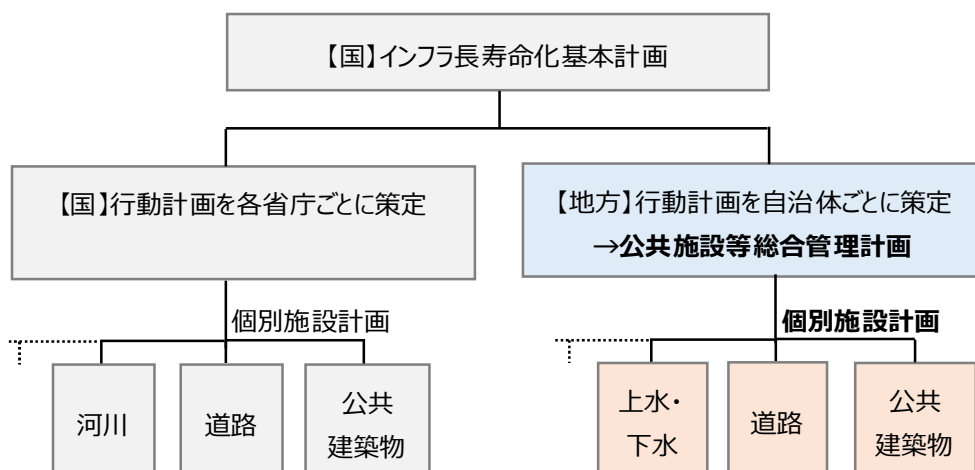 【国】インフラ長寿命化基本計画
【国】行動計画を各省庁ごとに策定
【地方】行動計画を自治体ごとに策定
→公共施設等総合管理計画
個別施設計画
個別施設計画
河川
道路
公共
建築物
上水・
下水
道路
公共
建築物